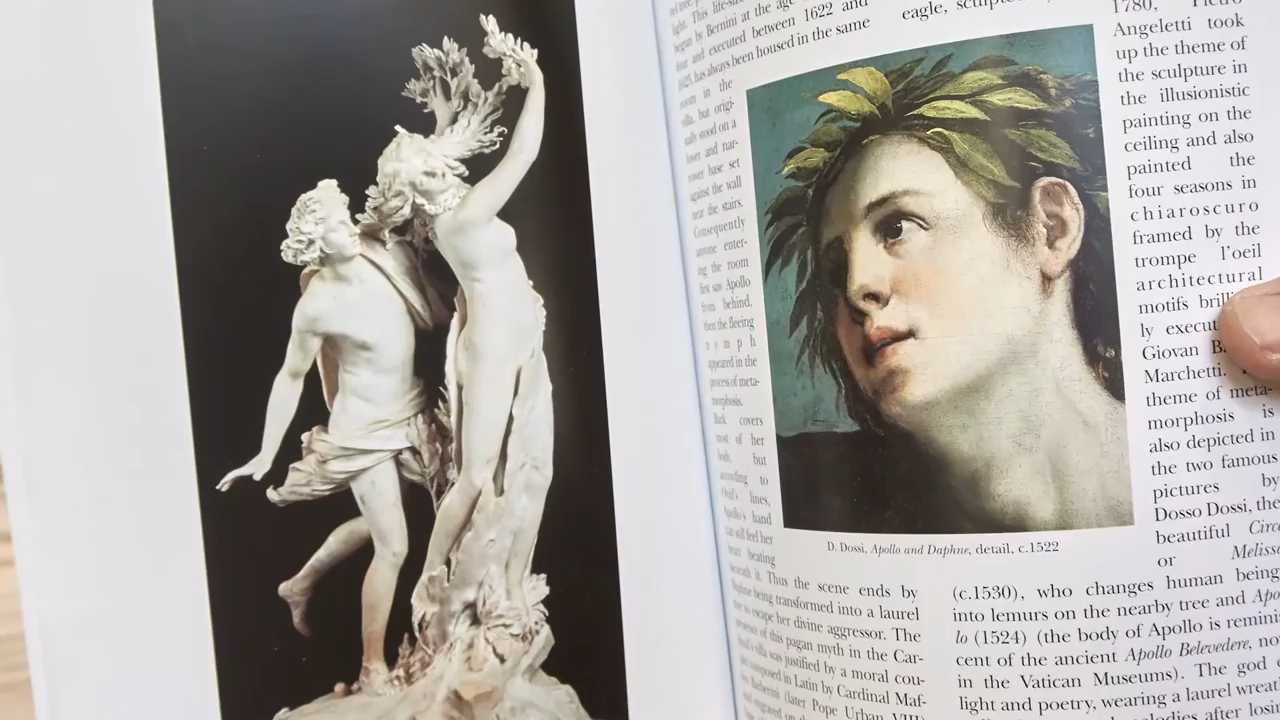 light. This life-size
begun by Bernini at the age
four and executed between 1622 and
1625, has always been housed in the same
room in the
villa, but origi-
nally stood on a
lower and nar-
rower base set
against the wall
near the stairs.
Consequently
anyone enter-
ing the room
first saw Apollo
from behind,
then the fleeing
nymph
appeared in the
process of meta-
morphosis.
Bark covers
most of her
body, but
according to
Ovid's lines,
Apollo's hand
can still feel her
heart beating
beneath it. Thus the scene ends by
Daphne being transformed into a laurel
tree to escape her divine aggressor. The
presence of this pagan myth in the Car-
dinal's villa was justified by a moral cou-
plet composed in Latin by Cardinal Maf-
feo Barberini (later Pope Urban VIII)
and engraved on the
eagle,
1780, Pietro
Angeletti took
up the theme of
the sculpture in
the illusionistic
painting on the
ceiling and also
painted the
four seasons in
chiaroscuro
framed by the
trompe l'oeil
architectural
motifs
ly
Giovan
Marchetti.
theme of meta-
morphosis is
also depicted in
the two famous
pictures by
Dosso Dossi, the
beautiful
or Melissa
(c.1530), who changes human being
into lemurs on the nearby tree and Apo
lo (1524) (the body of Apollo is remini
cent of the ancient Apollo Belevedere, no
in the Vatican Museums). The god
light and poetry, wearing a laurel wreat
after losin
D. Dossi, Apollo and Daphne, detail, c.1522